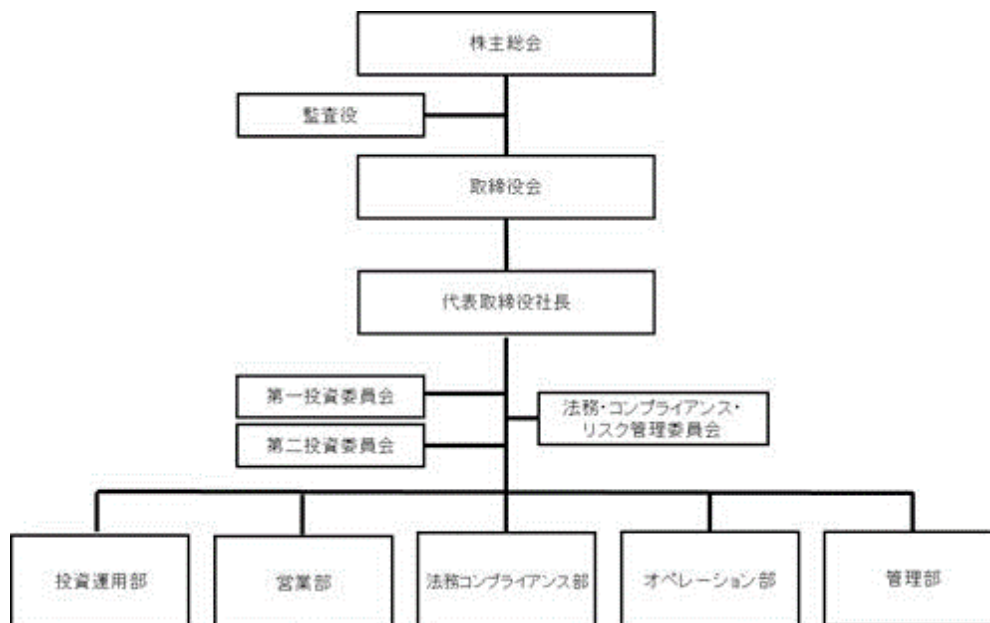 株主総会
監査役
取締役会
代表取締役社長
第一投資委員会
法務・コンプライアンス・
リスク管理委員会
第二投資委員会
投資運用部
営業部
法務コンプライアンス部
オペレーション部
管理部